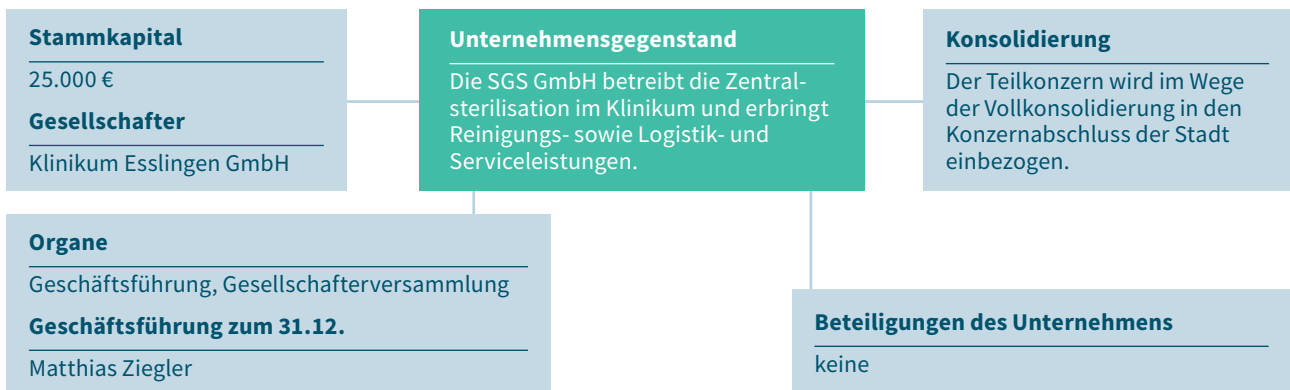 Stammkapital
25.000 €
Gesellschafter
Klinikum Esslingen GmbH
Unternehmensgegenstand
Die SGS GmbH betreibt die Zentral-
sterilisation im Klinikum und erbringt
Reinigungs- sowie Logistik- und
Serviceleistungen.
Konsolidierung
Der Teilkonzern wird im Wege
der Vollkonsolidierung in den
Konzernabschluss der Stadt
einbezogen.
Organe
Geschäftsführung, Gesellschafterversammlung
Geschäftsführung zum 31.12.
Matthias Ziegler
Beteiligungen des Unternehmens
keine